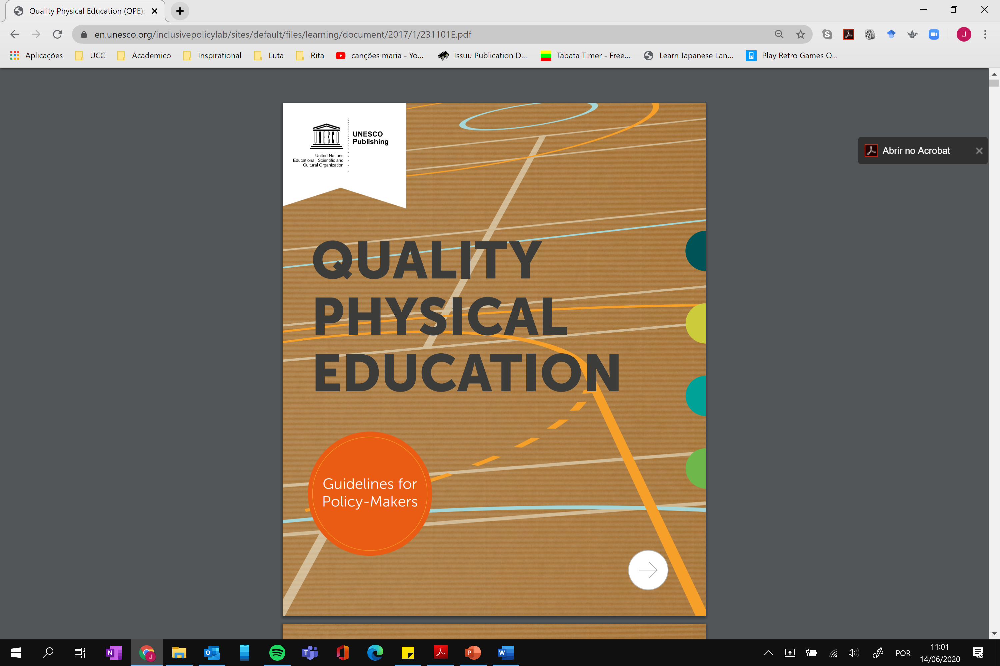 Quality Physical Education (QPE):
en.unesco.org/inclusivepolicylab/sites/default/files/learning/document/2017/1/231101E.pdf
J
Aplicações UCC Academico Inspirational Luta Rita canções maria - Yo... Issuu Publication D... Tabata Timer - Free... Learn Japanese Lan... Play Retro Games O...
UNESCO
UNESCO
Publishing
United Nations
Educational, Scientific and
Cultural Organization
Abrir no Acrobat
QUALITY
PHYSICAL
EDUCATION
Guidelines for
Policy-Makers
POR
11:01
14/06/2020